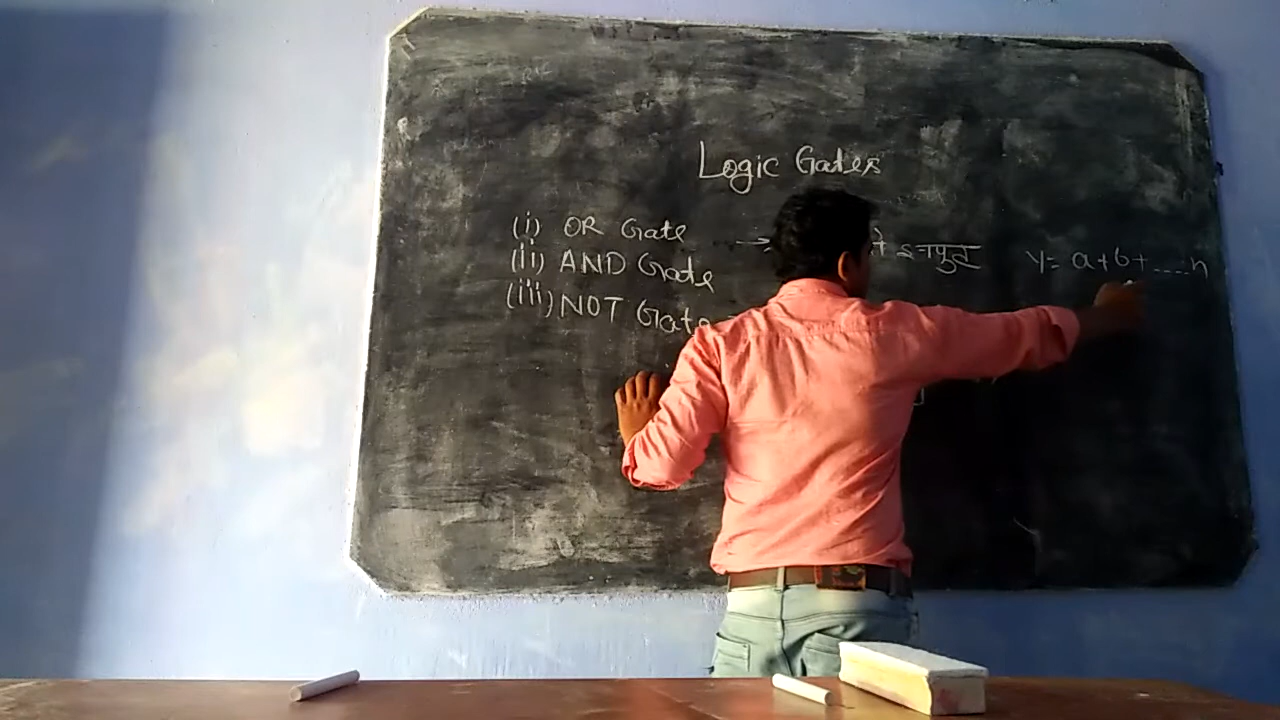 Logic Gates
(i) OR Gate → इनपुट y = a+b+....n
(ii) AND Gate
(iii) NOT Gate